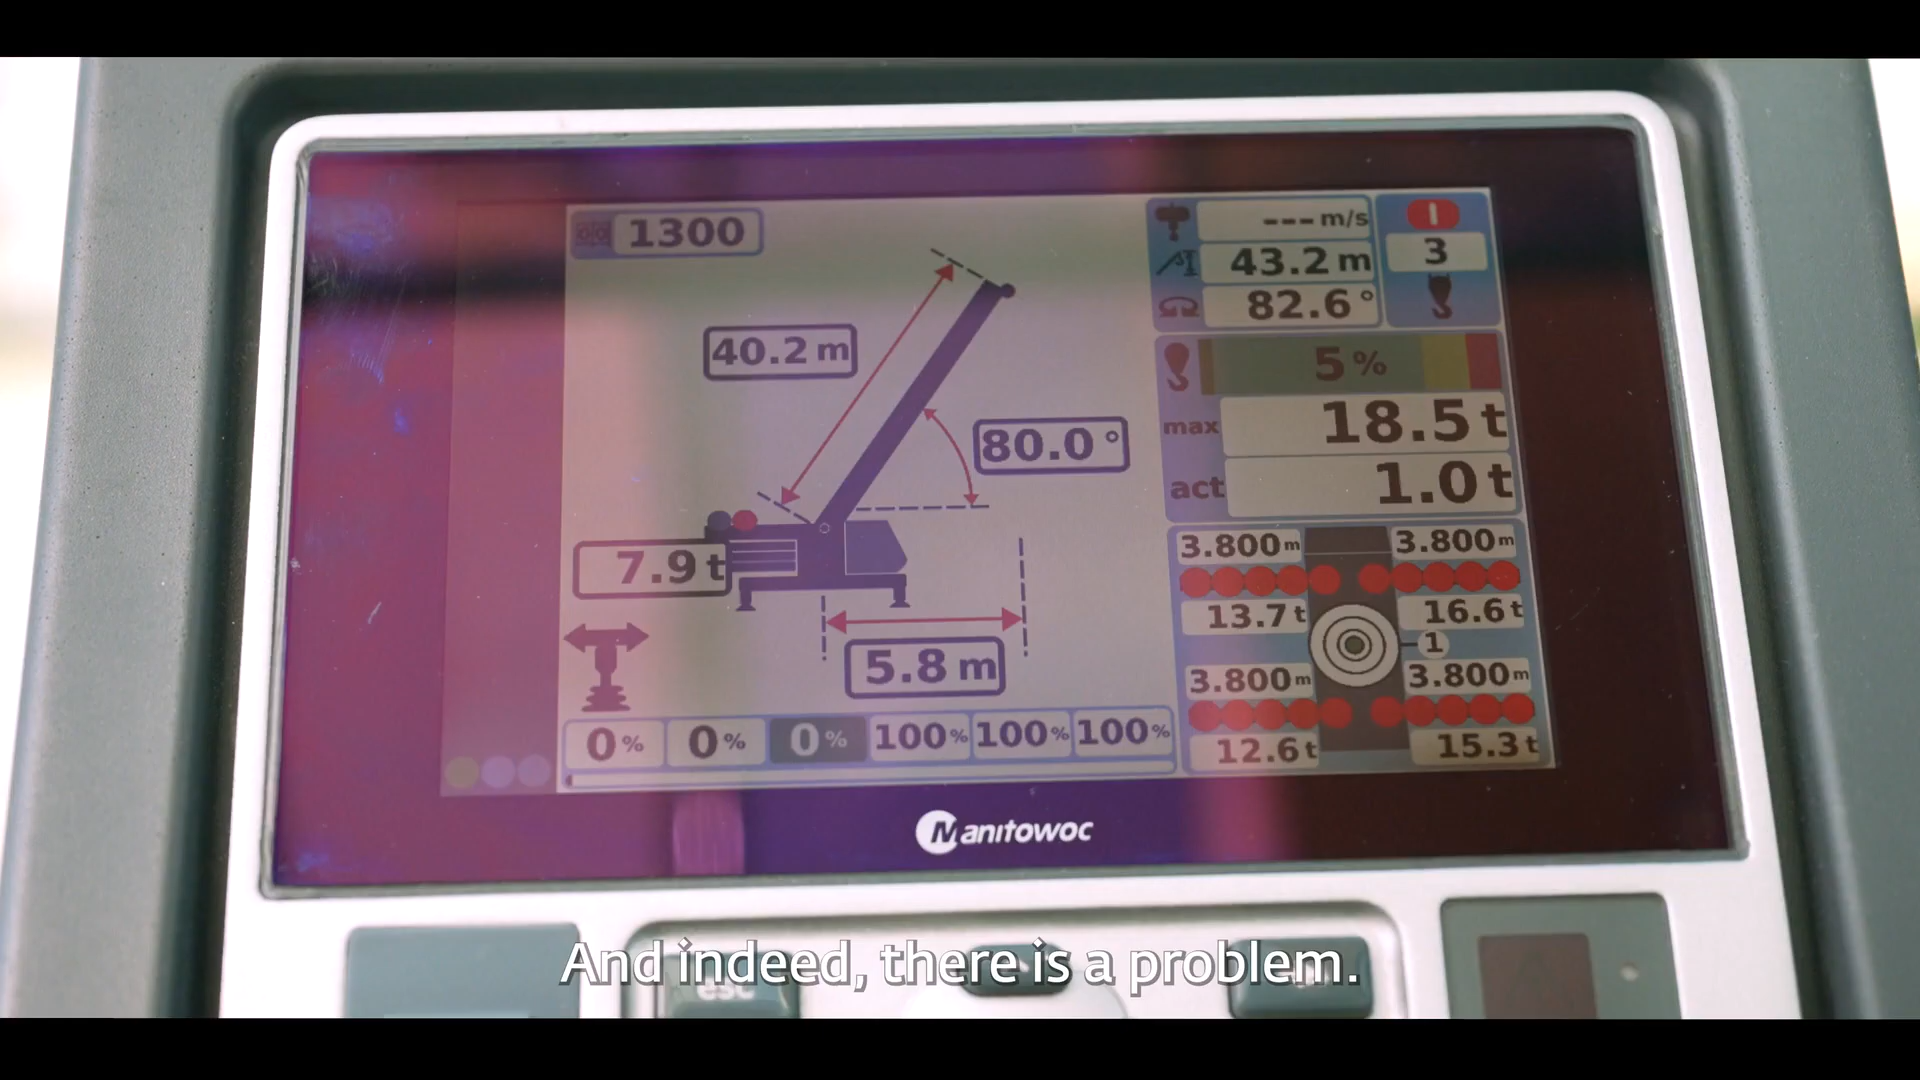 1300
40.2 m
80.0 °
7.9 t
5.8 m
0 % 0 % 0 % 100 % 100 % 100 %
--- m/s
43.2 m
82.6 °
I
3
5 %
max 18.5 t
act 1.0 t
3.800 m 3.800 m
13.7 t 16.6 t
1
3.800 m 3.800 m
12.6 t 15.3 t
Manitowoc
esc
And indeed, there is a problem.